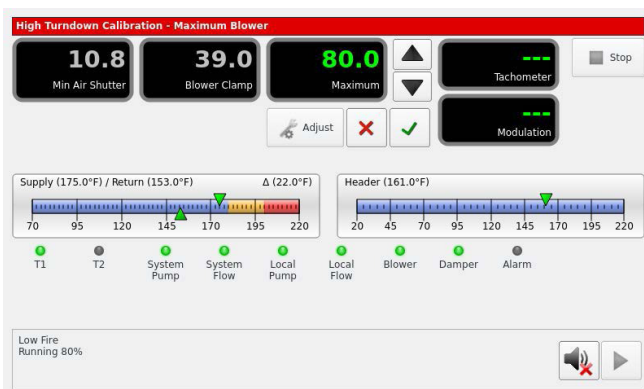 High Turndown Calibration - Maximum Blower
10.8
Min Air Shutter
39.0
Blower Clamp
80.0
Maximum
---
Tachometer
Stop
Adjust
---
Modulation
Supply (175.0°F) / Return (153.0°F) Δ (22.0°F)
70 95 120 145 170 195 220
Header (161.0°F)
20 45 70 95 120 145 170 195 220
T1
T2
System
Pump
System
Flow
Local
Pump
Local
Flow
Blower
Damper
Alarm
Low Fire
Running 80%